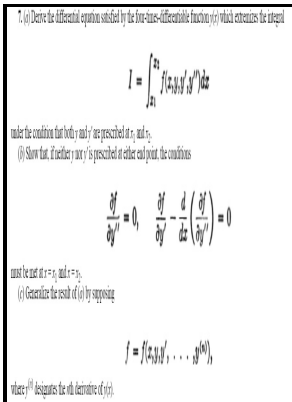 7. (a) Derive the differential equation satisfied by the four-times-differentiable function y(x) which extremizes the integral
I = ∫_{x₁}^{x₂} f(x,y,y′,y″)dx
under the condition that both y and y′ are prescribed at x₁ and x₂.
(b) Show that, if neither y nor y′ is prescribed at either end point, the conditions
∂f/∂y″ = 0, ∂f/∂y′ − d/dx (∂f/∂y″) = 0
must be met at x = x₁ and x = x₂.
(c) Generalize the result of (a) by supposing
f = f(x,y,y′, . . . ,y⁽ⁿ⁾),
where y⁽ⁿ⁾ designates the nth derivative of y(x).